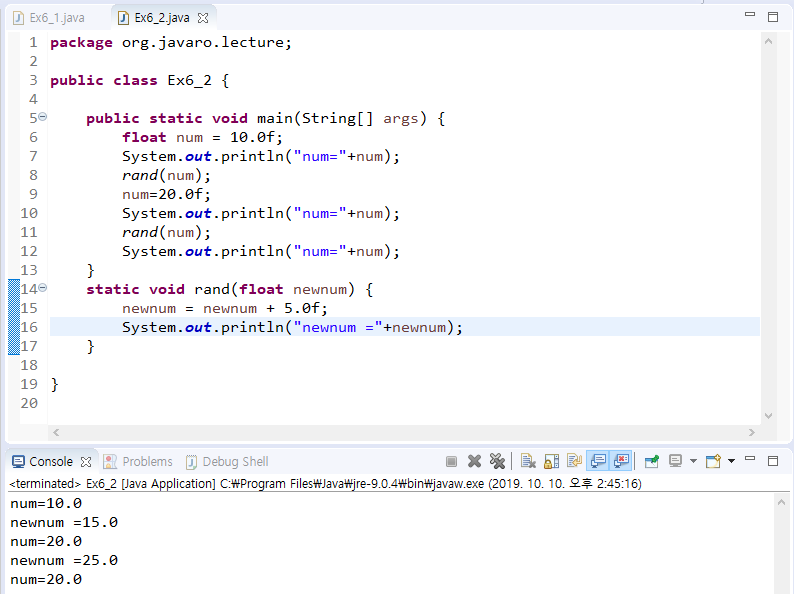 Ex6_1.java Ex6_2.java
1 package org.javaro.lecture;
2
3 public class Ex6_2 {
4
5 public static void main(String[] args) {
6 float num = 10.0f;
7 System.out.println("num="+num);
8 rand(num);
9 num=20.0f;
10 System.out.println("num="+num);
11 rand(num);
12 System.out.println("num="+num);
13 }
14 static void rand(float newnum) {
15 newnum = newnum + 5.0f;
16 System.out.println("newnum ="+newnum);
17 }
18
19 }
20
Console Problems Debug Shell
<terminated> Ex6_2 [Java Application] C:₩Program Files₩Java₩jre-9.0.4₩bin₩javaw.exe (2019. 10. 10. 오후 2:45:16)
num=10.0
newnum =15.0
num=20.0
newnum =25.0
num=20.0